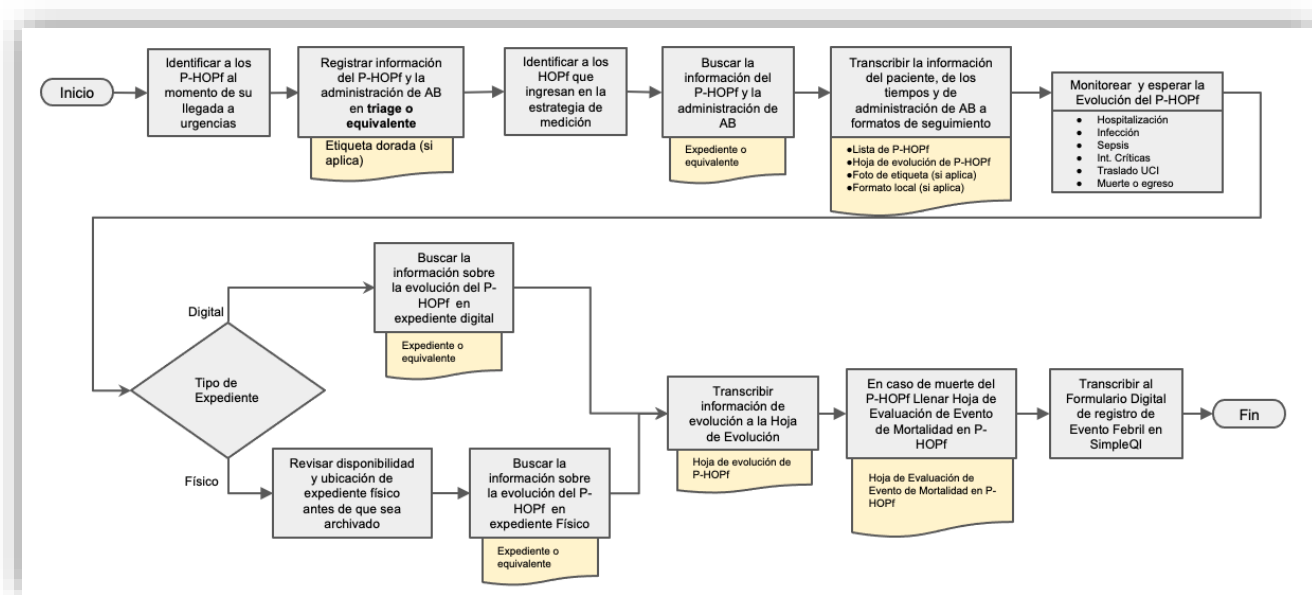 Inicio
Identificar a los
P-HOPf al
momento de su
llegada a
urgencias
Registrar información
del P-HOPf y la
administración de AB
en triage o
equivalente
Etiqueta dorada (si
aplica)
Identificar a los
HOPf que
ingresan en la
estrategia de
medición
Buscar la
información del
P-HOPf y la
administración de
AB
Expediente o
equivalente
Transcribir la información
del paciente, de los
tiempos y de
administración de AB a
formatos de seguimiento
●Lista de P-HOPf
●Hoja de evolución de P-HOPf
●Foto de etiqueta (si aplica)
●Formato local (si aplica)
Monitorear y esperar la
Evolución del P-HOPf
● Hospitalización
● Infección
● Sepsis
● Int. Críticas
● Traslado UCI
● Muerte o egreso
Tipo de
Expediente
Digital
Buscar la
información sobre
la evolución del P-
HOPf en
expediente digital
Expediente o
equivalente
Físico
Revisar disponibilidad
y ubicación de
expediente físico
antes de que sea
archivado
Buscar la
información sobre
la evolución del P-
HOPf en
expediente Físico
Expediente o
equivalente
Transcribir
información de
evolución a la Hoja
de Evolución
Hoja de evolución de
P-HOPf
En caso de muerte del
P-HOPf Llenar Hoja de
Evaluación de Evento
de Mortalidad en P-
HOPf
Hoja de Evaluación de
Evento de Mortalidad en P-
HOPf
Transcribir al
Formulario Digital
de registro de
Evento Febril en
SimpleQI
Fin